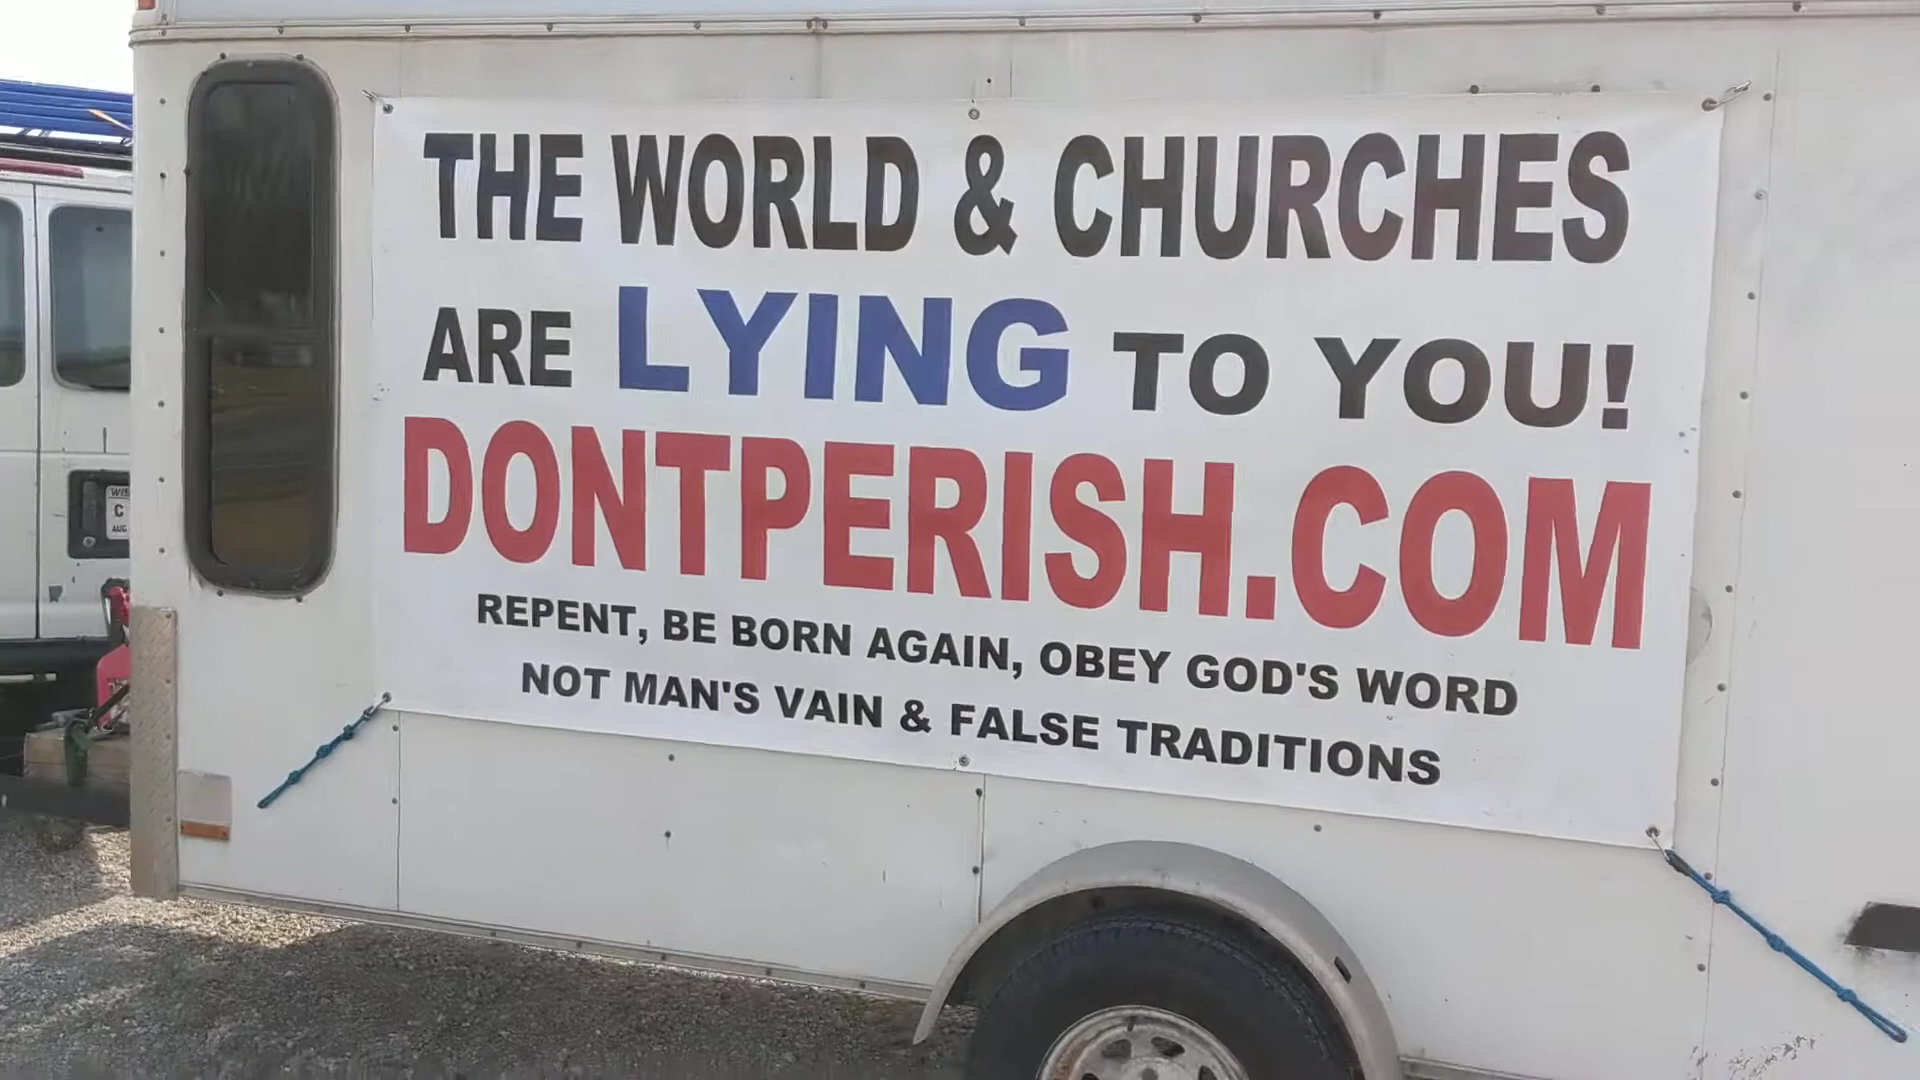 THE WORLD & CHURCHES
ARE LYING TO YOU!
DONTPERISH.COM
REPENT, BE BORN AGAIN, OBEY GOD'S WORD
NOT MAN'S VAIN & FALSE TRADITIONS
C
AUG